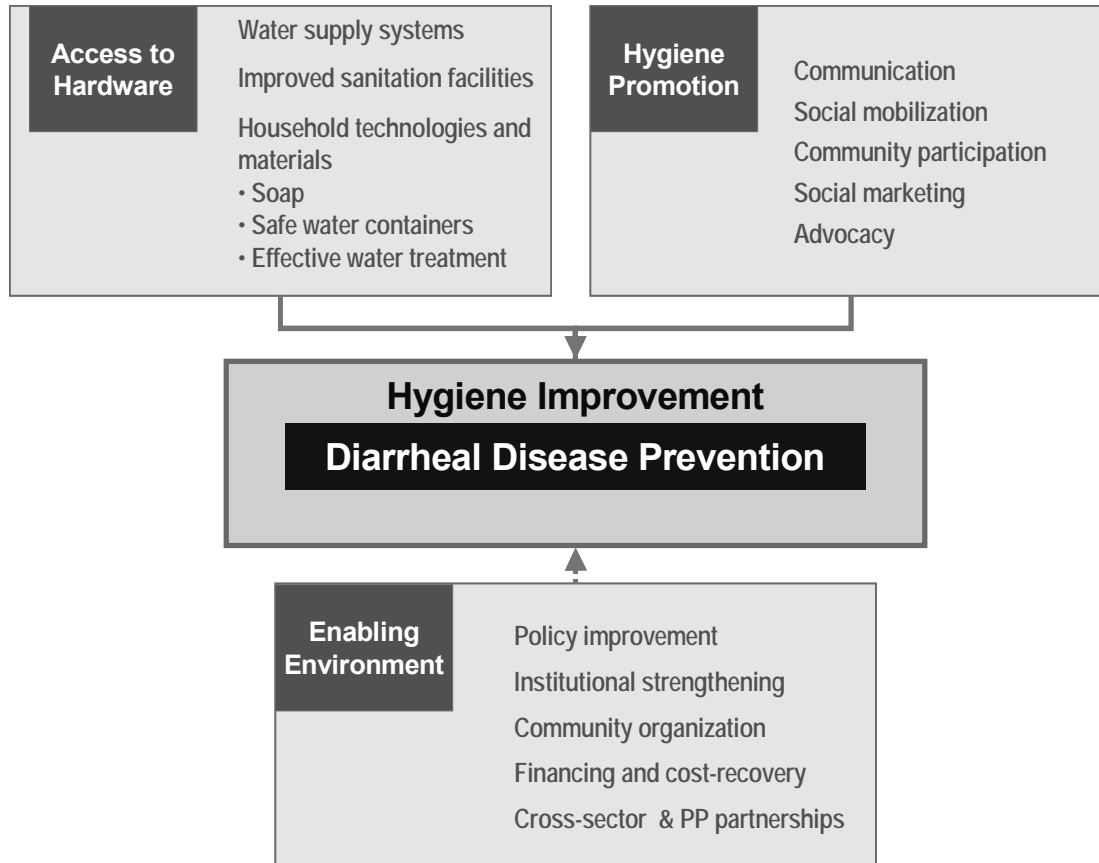 Access to
Hardware
Water supply systems
Improved sanitation facilities
Household technologies and
materials
• Soap
• Safe water containers
• Effective water treatment
Hygiene
Promotion
Communication
Social mobilization
Community participation
Social marketing
Advocacy
Hygiene Improvement
Diarrheal Disease Prevention
Enabling
Environment
Policy improvement
Institutional strengthening
Community organization
Financing and cost-recovery
Cross-sector & PP partnerships